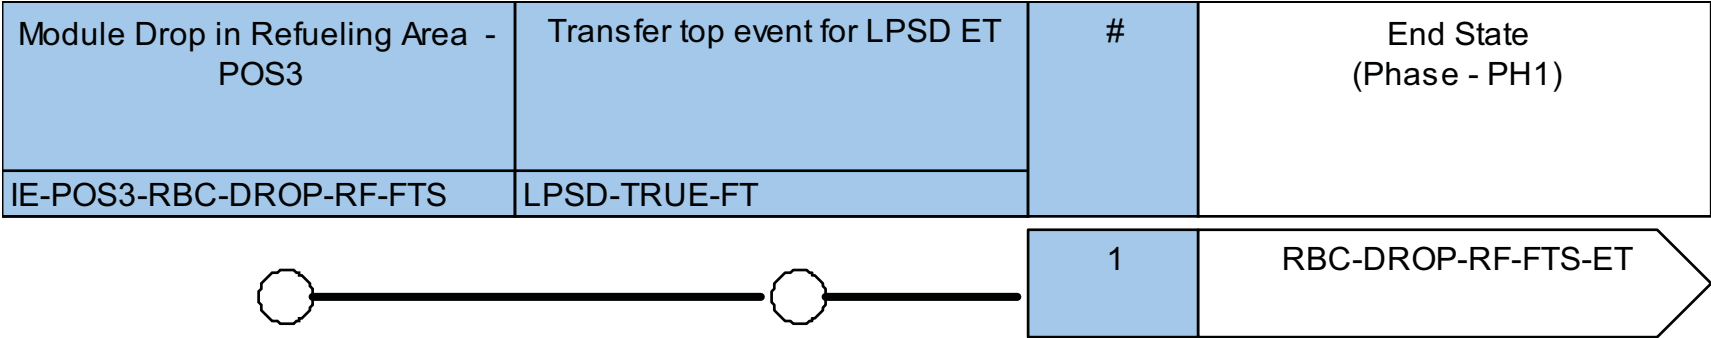 Module Drop in Refueling Area -
POS3
Transfer top event for LPSD ET
#
End State
(Phase - PH1)
IE-POS3-RBC-DROP-RF-FTS
LPSD-TRUE-FT
1
RBC-DROP-RF-FTS-ET